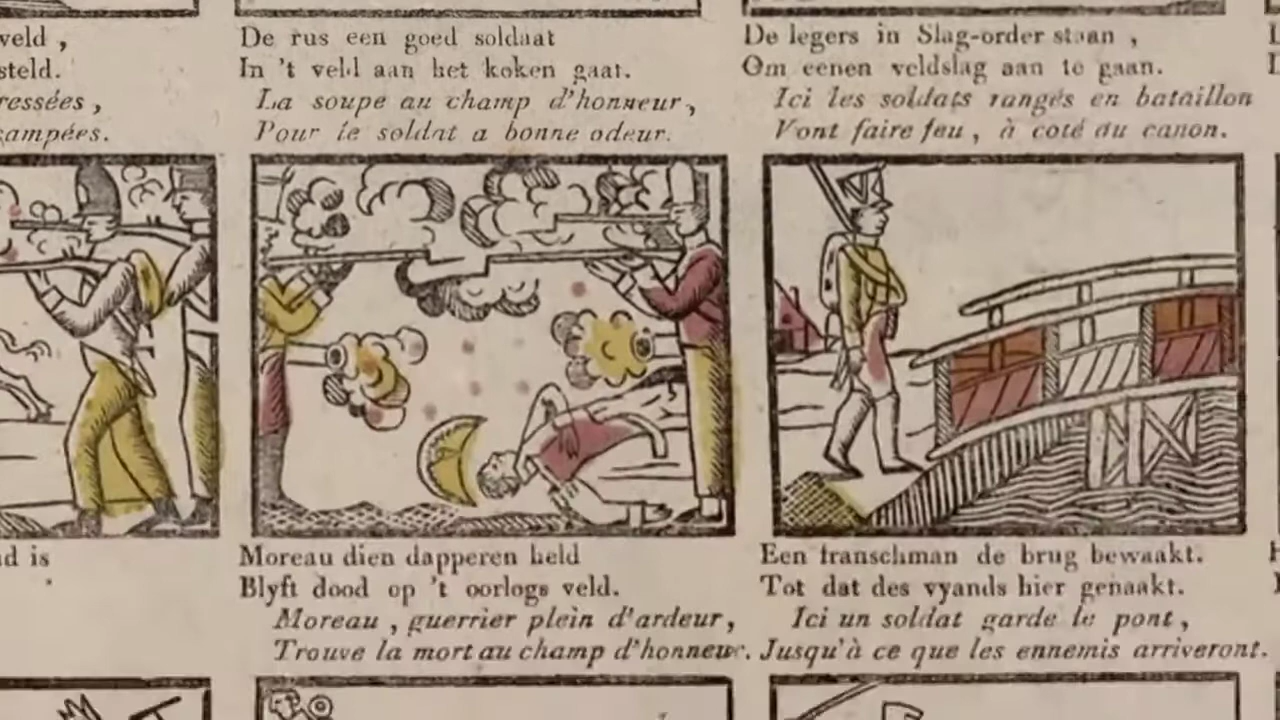 veld ,
steld.
ressées ,
campées.
De rus een goed soldaat
In 't veld aan het koken gaat.
La soupe au champ d'honneur,
Pour le soldat a bonne odeur.
De legers in Slag-order staan ,
Om eenen veldslag aan te gaan.
Ici les soldats rangés en bataillon
Vont faire feu , à coté du canon.
d is
Moreau dien dapperen held
Blyft dood op 't oorlogs veld.
Moreau , guerrier plein d'ardeur,
Trouve la mort au champ d'honneur.
Een franschman de brug bewaakt.
Tot dat des vyands hier genaakt.
Ici un soldat garde le pont,
Jusqu'à ce que les ennemis arriveront.